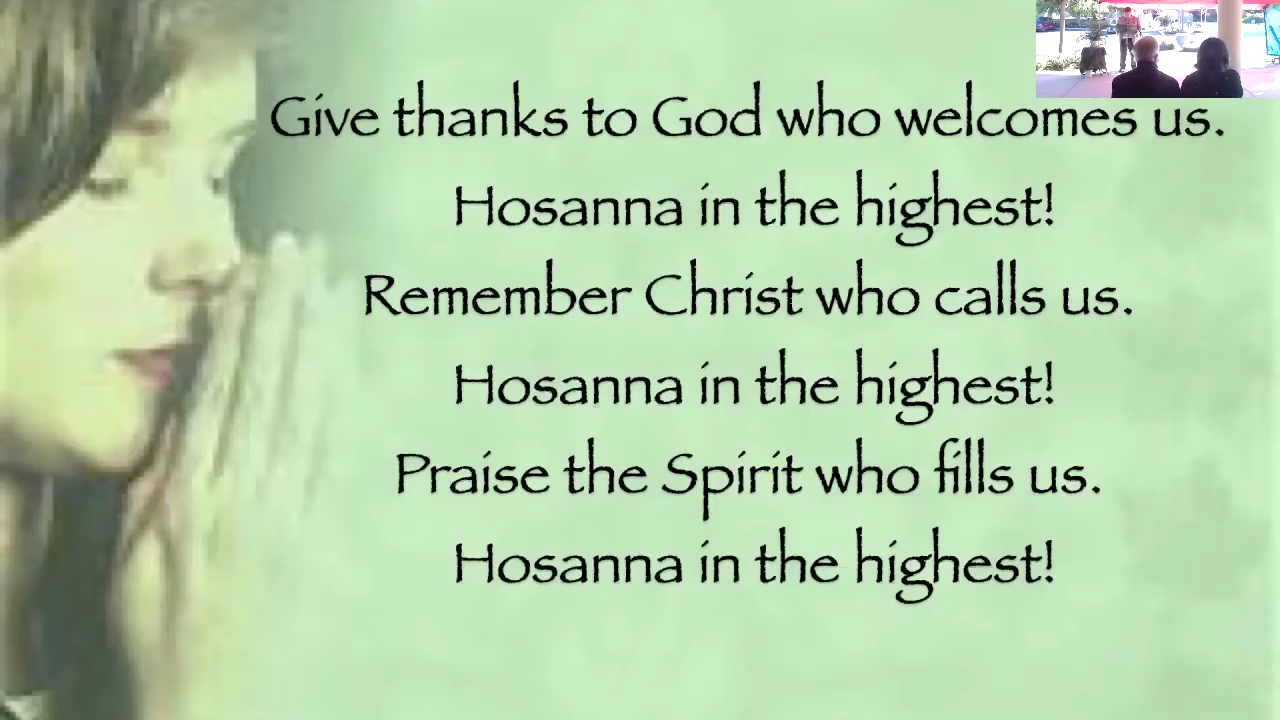 Give thanks to God who welcomes us.
Hosanna in the highest!
Remember Christ who calls us.
Hosanna in the highest!
Praise the Spirit who fills us.
Hosanna in the highest!